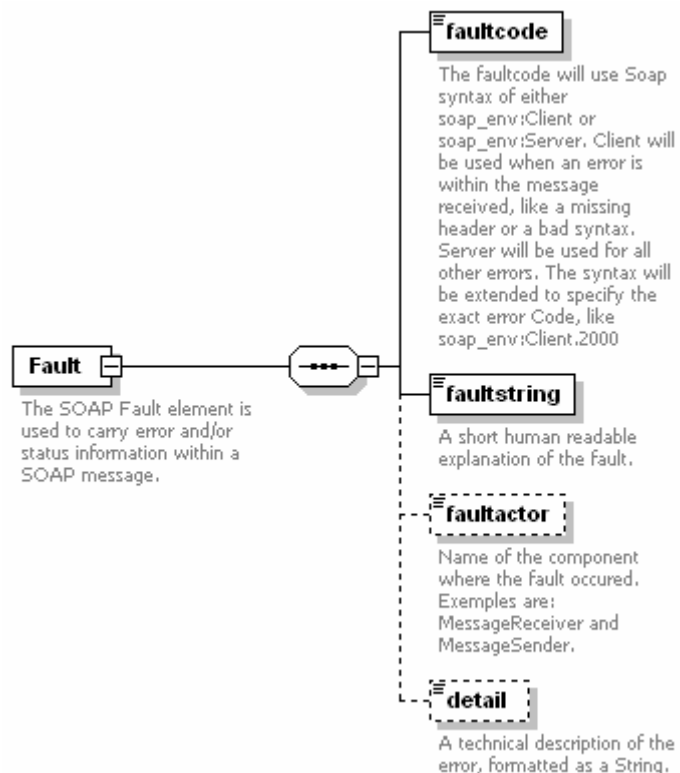 faultcode
The faultcode will use Soap
syntax of either
soap_env:Client or
soap_env:Server. Client will
be used when an error is
within the message
received, like a missing
header or a bad syntax.
Server will be used for all
other errors. The syntax will
be extended to specify the
exact error Code, like
soap_env:Client.2000
Fault
The SOAP Fault element is
used to carry error and/or
status information within a
SOAP message.
faultstring
A short human readable
explanation of the fault.
faultactor
Name of the component
where the fault occured.
Exemples are:
MessageReceiver and
MessageSender.
detail
A technical description of the
error, formatted as a String.